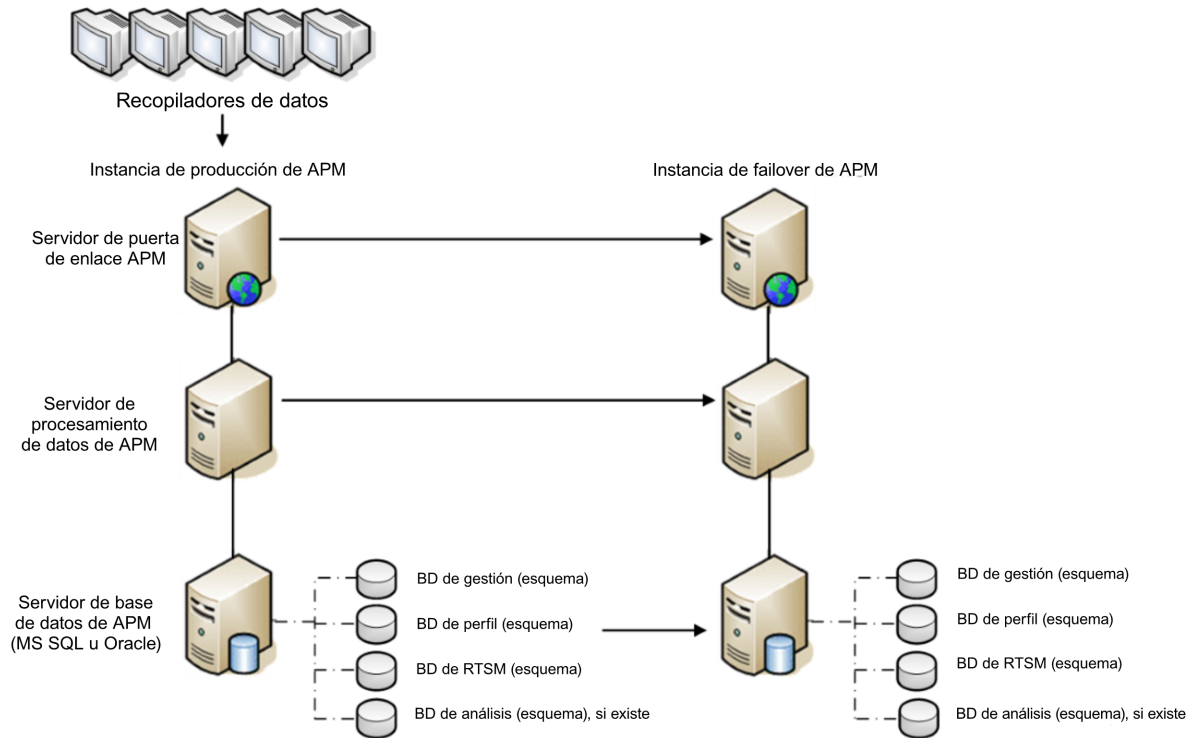 Recopiladores de datos
Instancia de producción de APM
Instancia de failover de APM
Servidor de puerta
de enlace APM
Servidor de
procesamiento
de datos de APM
Servidor de base
de datos de APM
(MS SQL u Oracle)
BD de gestión (esquema)
BD de perfil (esquema)
BD de RTSM (esquema)
BD de análisis (esquema), si existe
BD de gestión (esquema)
BD de perfil (esquema)
BD de RTSM (esquema)
BD de análisis (esquema), si existe